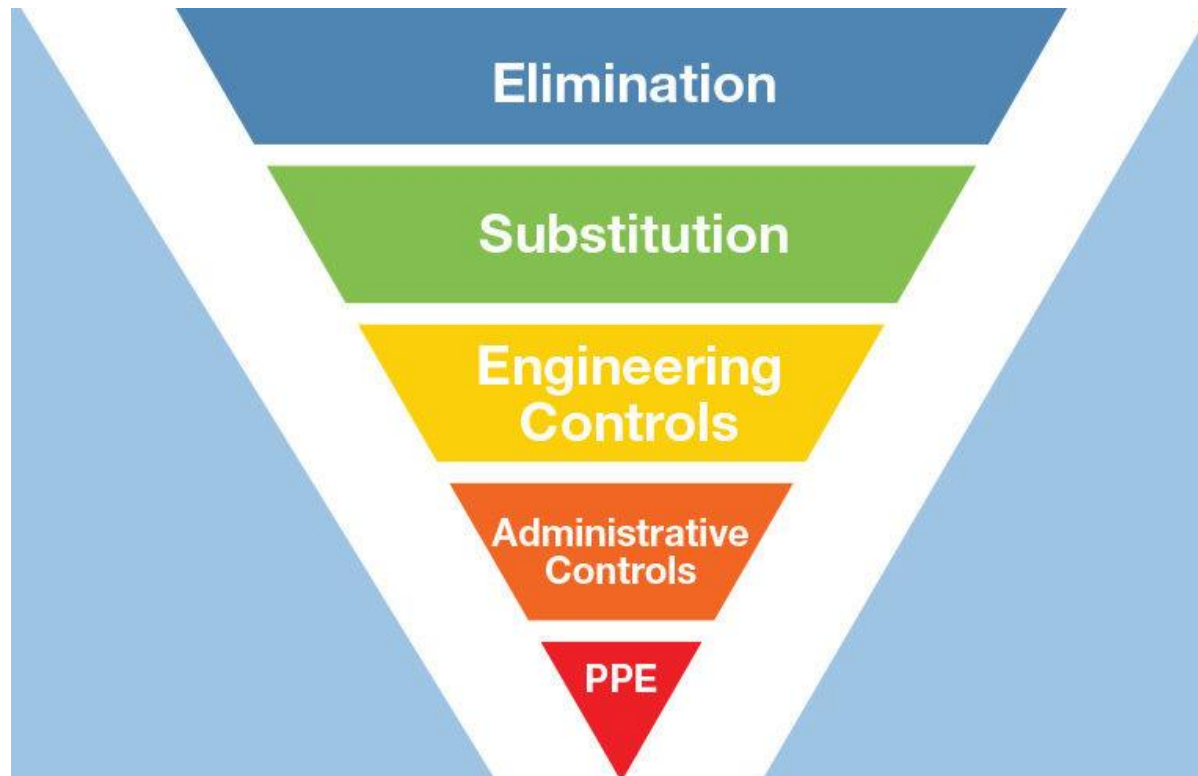 Elimination
Substitution
Engineering
Controls
Administrative
Controls
PPE